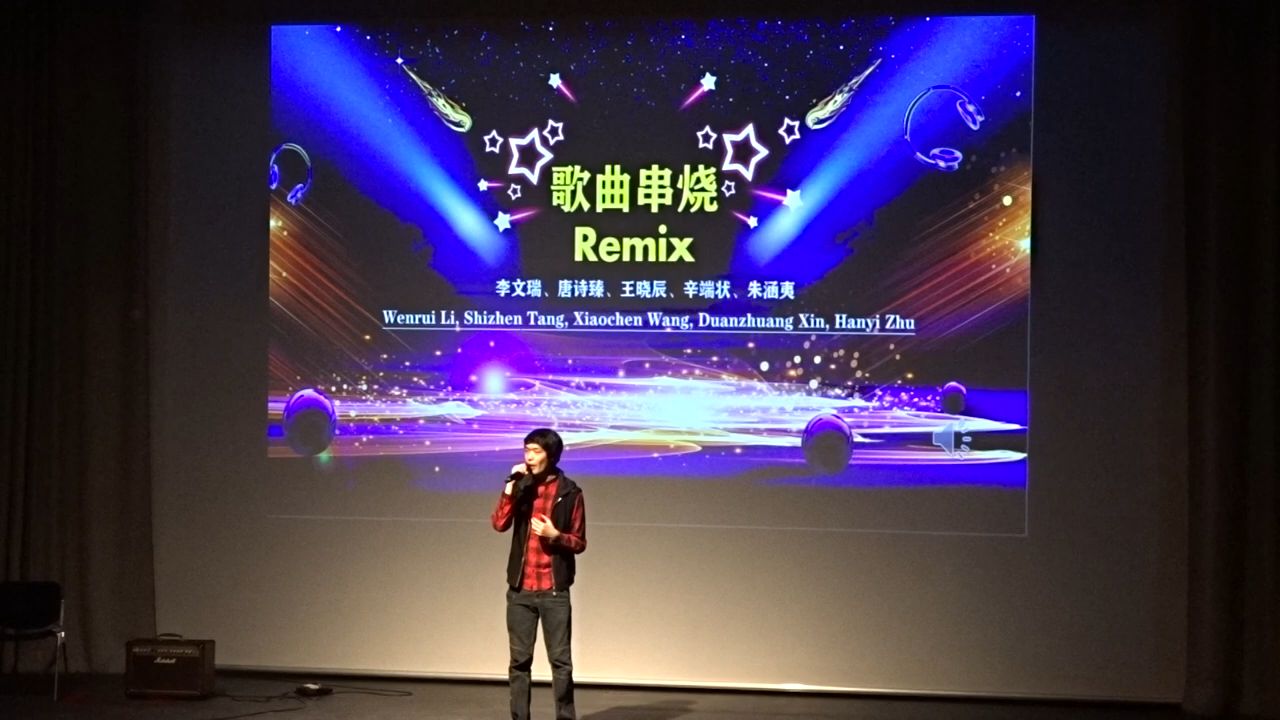 歌曲串烧
Remix
李文瑞、唐诗臻、王晓辰、辛端状、朱涵夷
Wenrui Li, Shizhen Tang, Xiaochen Wang, Duanzhuang Xin, Hanyi Zhu
Marshall